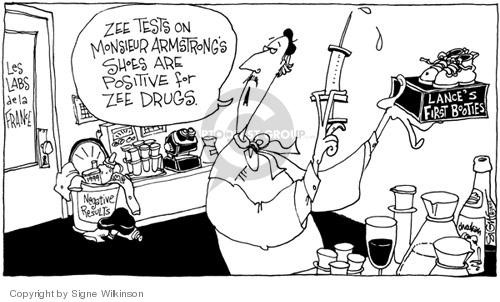 ZEE TESTS ON
MONSIEUR ARMSTRONG'S
SHOES ARE
POSITIVE for
ZEE DRUGS.
LES
LABS
de la
FRANCE
LANCE'S
FIRST BOOTIES
Negative
Results
GROUP
Copyright by Signe Wilkinson